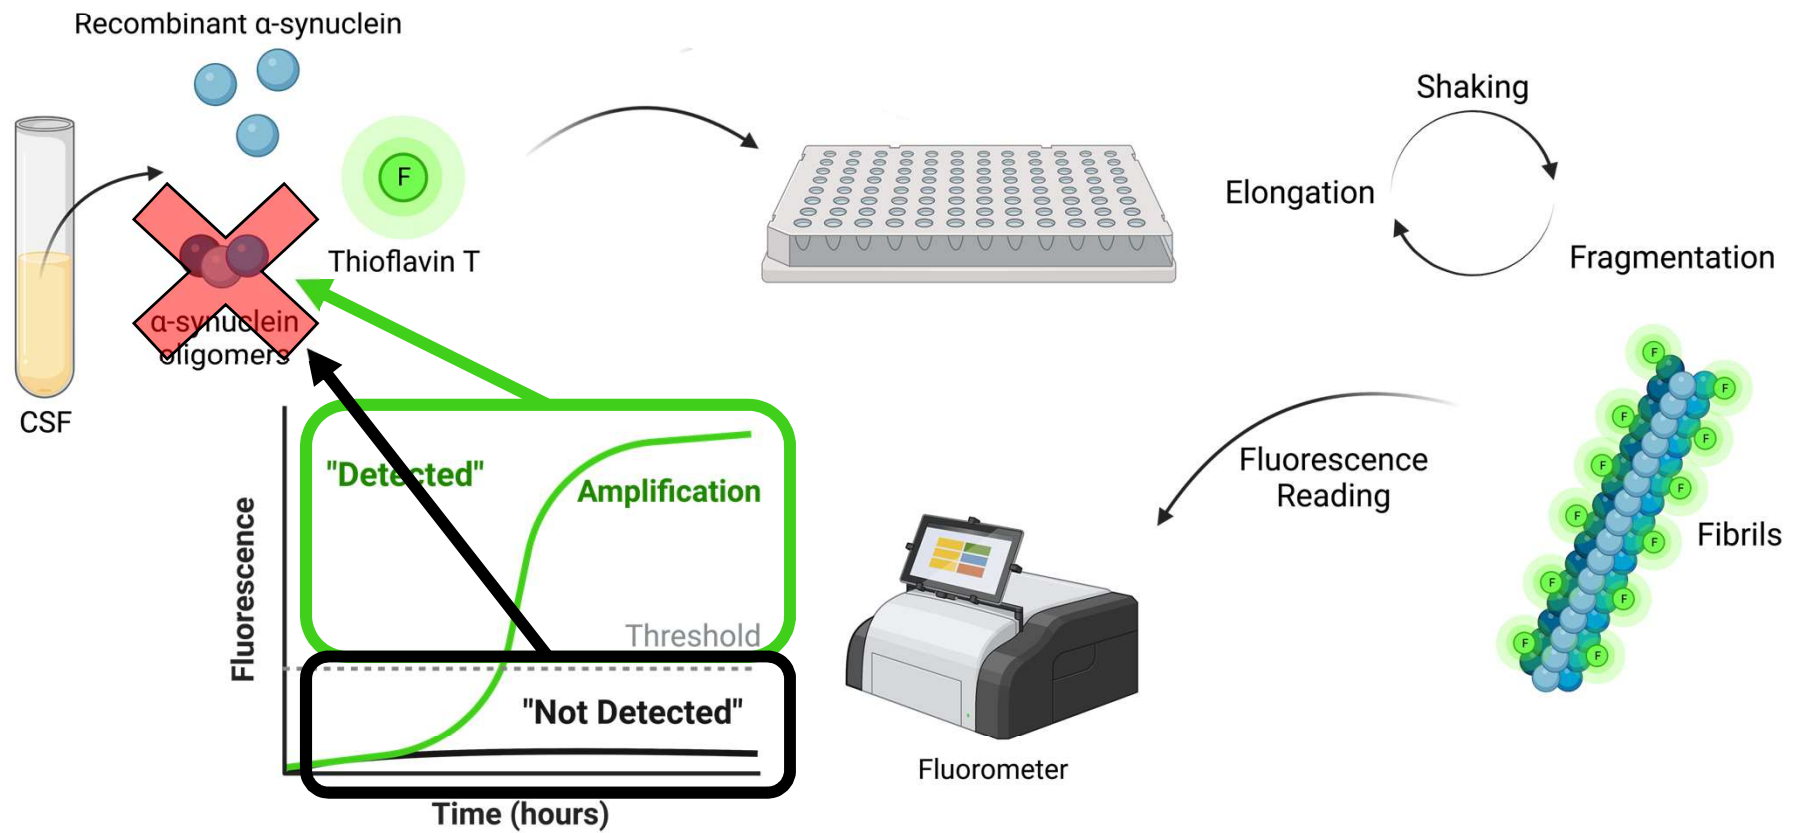 Recombinant α-synuclein
F
Thioflavin T
α-synuclein
oligomers
CSF
Shaking
Elongation
Fragmentation
F
F
F
F
F
F
F
F
F
F
F
F
Fibrils
Fluorescence
Reading
Fluorometer
"Detected"
Amplification
Threshold
"Not Detected"
Fluorescence
Time (hours)